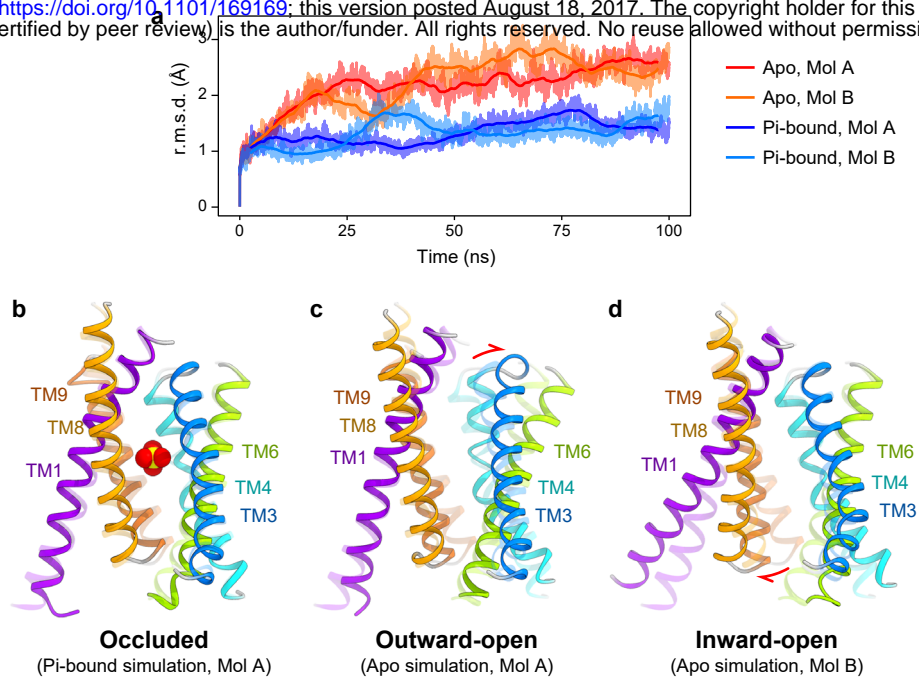 https://doi.org/10.1101/169169; this version posted August 18, 2017. The copyright holder for this
ertified by peer review) is the author/funder. All rights reserved. No reuse allowed without permissi
a
r.m.s.d. (Å)
3
2
1
0
0 25 50 75 100
Time (ns)
Apo, Mol A
Apo, Mol B
Pi-bound, Mol A
Pi-bound, Mol B
b c d
TM9
TM8
TM1
TM6
TM4
TM3
TM9
TM8
TM1
TM6
TM4
TM3
TM9
TM8
TM1
TM6
TM4
TM3
Occluded
(Pi-bound simulation, Mol A)
Outward-open
(Apo simulation, Mol A)
Inward-open
(Apo simulation, Mol B)